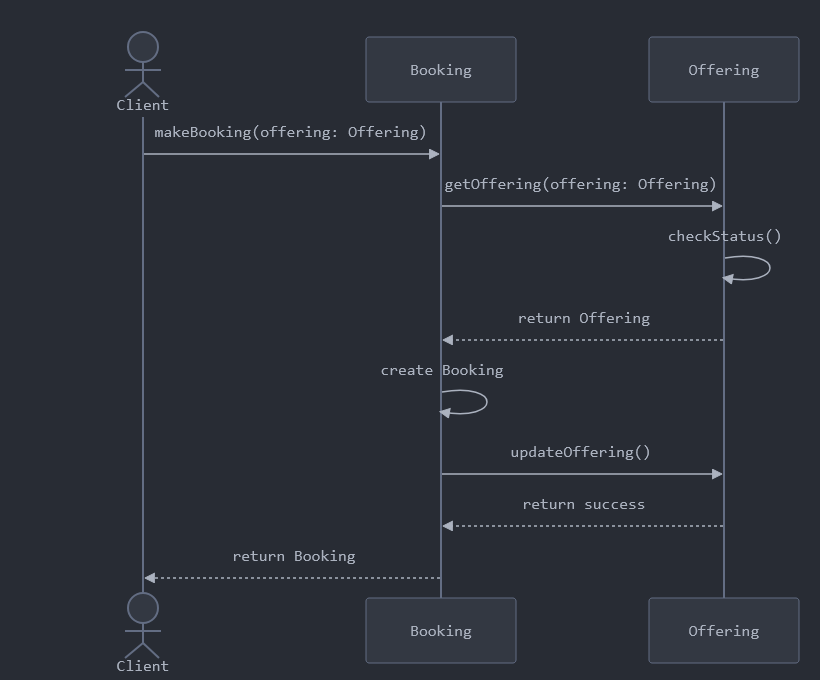 Booking
Offering
Client
makeBooking(offering: Offering)
getOffering(offering: Offering)
checkStatus()
return Offering
create Booking
updateOffering()
return success
return Booking
Booking
Offering
Client